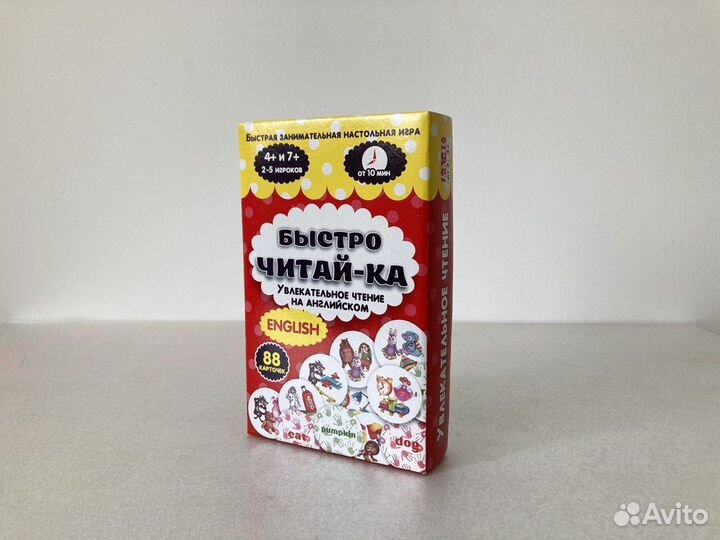 Быстрая занимательная настольная игра
4+ и 7+
2-5 игроков
от 10 мин
БЫСТРО
ЧИТАЙ-КА
Увлекательное чтение
на английском
ENGLISH
88
карточек
cat
pumpkin
dog
Увлекательное чтение
Avito